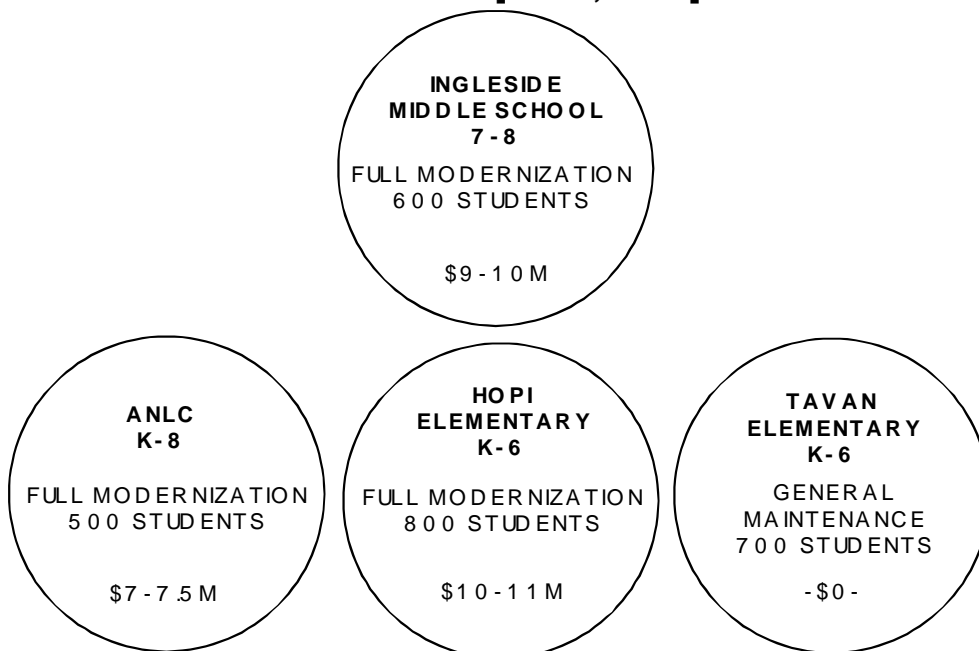 INGLESIDE
MIDDLE SCHOOL
7-8
FULL MODERNIZATION
600 STUDENTS
$9-10M
ANLC
K-8
FULL MODERNIZATION
500 STUDENTS
$7-7.5M
HOPI
ELEMENTARY
K-6
FULL MODERNIZATION
800 STUDENTS
$10-11M
TAVAN
ELEMENTARY
K-6
GENERAL
MAINTENANCE
700 STUDENTS
-$0-